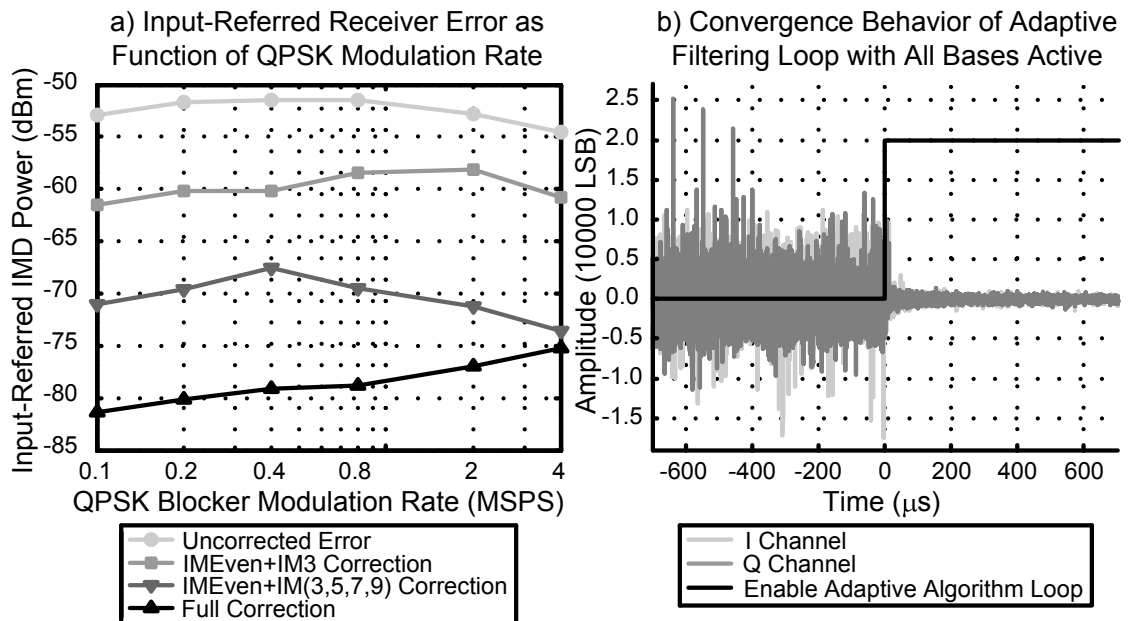 a) Input-Referred Receiver Error as
Function of QPSK Modulation Rate
Input-Referred IMD Power (dBm)
-50
-55
-60
-65
-70
-75
-80
-85
0.1
0.2
0.4
0.8
2
4
QPSK Blocker Modulation Rate (MSPS)
Uncorrected Error
IMEven+IM3 Correction
IMEven+IM(3,5,7,9) Correction
Full Correction
b) Convergence Behavior of Adaptive
Filtering Loop with All Bases Active
Amplitude (10000 LSB)
2.5
2.0
1.5
1.0
0.5
0.0
-0.5
-1.0
-1.5
-600
-400
-200
0
200
400
600
Time (μs)
I Channel
Q Channel
Enable Adaptive Algorithm Loop